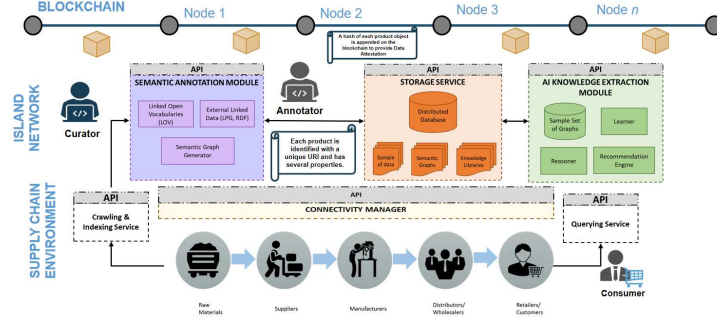 BLOCKCHAIN
Node 1
Node 2
Node 3
Node n
A hash of each product object
is appended on the
blockchain to provide Data
Attestation
ISLAND
NETWORK
Curator
API
SEMANTIC ANNOTATION MODULE
Linked Open
Vocabularies
(LOV)
External Linked
Data (LPG, RDF)
Semantic Graph
Generator
Annotator
Each product is
identified with a
unique URI and has
several properties.
API
STORAGE SERVICE
Distributed
Database
Sample
of data
Semantic
Graphs
Knowledge
Libraries
API
AI KNOWLEDGE EXTRACTION
MODULE
Sample Set
of Graphs
Learner
Reasoner
Recommendation
Engine
SUPPLY CHAIN
ENVIRONMENT
API
Crawling &
Indexing Service
API
CONNECTIVITY MANAGER
API
Querying Service
Consumer
Raw
Materials
Suppliers
Manufacturers
Distributors/
Wholesalers
Retailers/
Customers